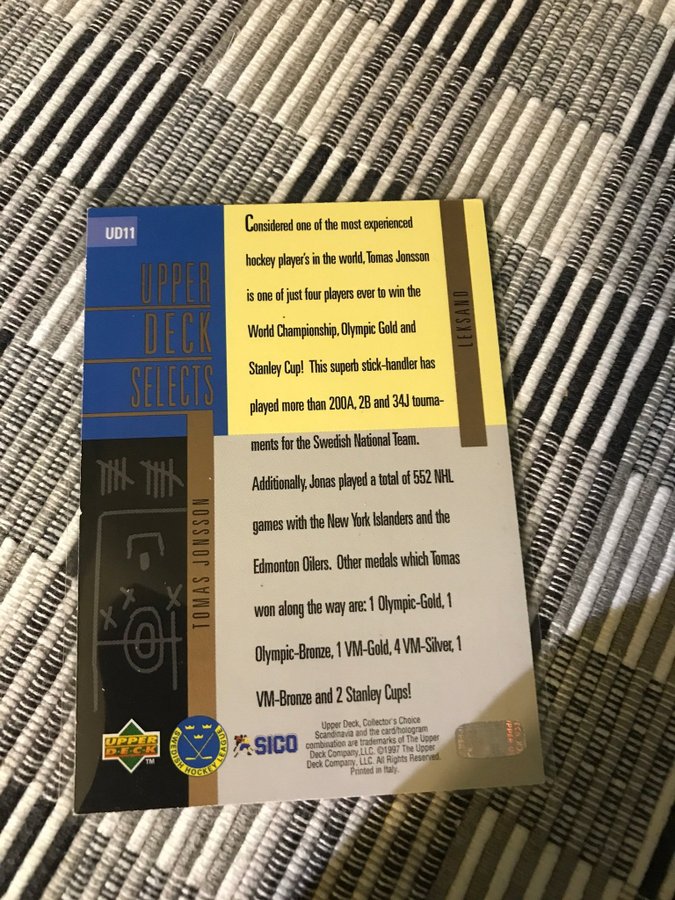 UD11
UPPER
DECK
SELECTS
Considered one of the most experienced
hockey player's in the world, Tomas Jonsson
is one of just four players ever to win the
World Championship, Olympic Gold and
Stanley Cup! This superb stick-handler has
played more than 200A, 2B and 34J tourna-
ments for the Swedish National Team.
Additionally, Jonas played a total of 552 NHL
games with the New York Islanders and the
Edmonton Oilers. Other medals which Tomas
won along the way are: 1 Olympic-Gold, 1
Olympic-Bronze, 1 VM-Gold, 4 VM-Silver, 1
VM-Bronze and 2 Stanley Cups!
LEKSAND
TOMAS JONSSON
UPPER
DECK
TM
SWEDISH HOCKEY LEAGUE
SICO
Upper Deck, Collector's Choice
Scandinavia and the card/hologram
combination are trademarks of The Upper
Deck Company,LLC. ©1997 The Upper
Deck Company, LLC. All Rights Reserved.
Printed in Italy.